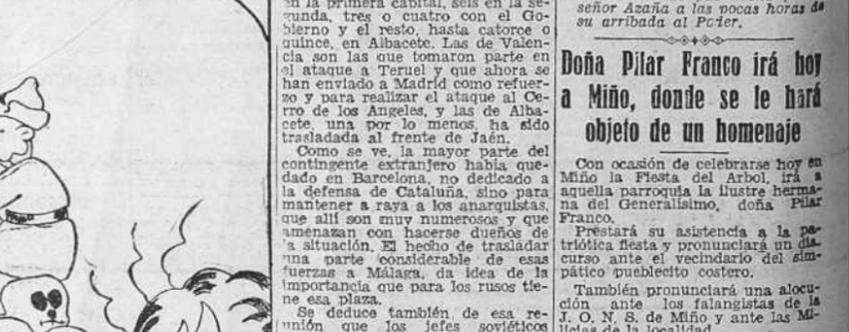 en la primera capital, seis en la se-
gunda, tres o cuatro con el Go-
bierno y el resto, hasta catorce o
quince, en Albacete. Las de Valen-
cia son las que tomaron parte en
el ataque a Teruel y que ahora se
han enviado a Madrid como refuer-
zo y para realizar el ataque al Ce-
rro de los Angeles, y las de Alba-
cete, una por lo menos, ha sido
trasladada al frente de Jaén.
Como se ve, la mayor parte del
contingente extranjero había que-
dado en Barcelona, no dedicado a
la defensa de Cataluña, sino para
mantener a raya a los anarquistas,
que allí son muy numerosos y que
amenazan con hacerse dueños de
la situación. El hecho de trasladar
una parte considerable de esas
fuerzas a Málaga, da idea de la
importancia que para los rusos tie-
ne esa plaza.
Se deduce también, de esa re-
unión que los jefes soviéticos
señor Azaña a las pocas horas de
su arribada al Poder.
Doña Pilar Franco irá hoy
a Miño, donde se le hará
objeto de un homenaje
Con ocasión de celebrarse hoy en
Miño la Fiesta del Arbol, irá a
aquella parroquia la ilustre herma-
na del Generalísimo, doña Pilar
Franco.
Prestará su asistencia a la pa-
triótica fiesta y pronunciará un dis-
curso ante el vecindario del sim-
pático pueblecito costero.
También pronunciará una alocu-
ción ante los falangistas de la
J. O. N. S. de Miño y ante las Mi-
licias de la localidad